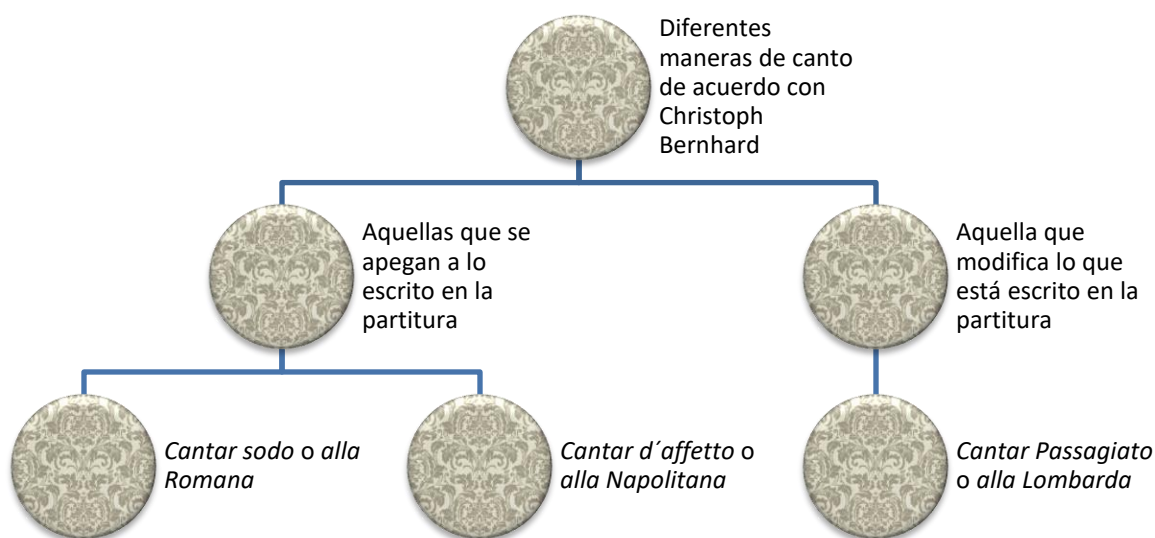 Diferentes
maneras de canto
de acuerdo con
Christoph
Bernhard
Aquellas que se
apegan a lo
escrito en la
partitura
Aquella que
modifica lo que
está escrito en la
partitura
Cantar sodo o alla
Romana
Cantar d´affetto o
alla Napolitana
Cantar Passagiato
o alla Lombarda